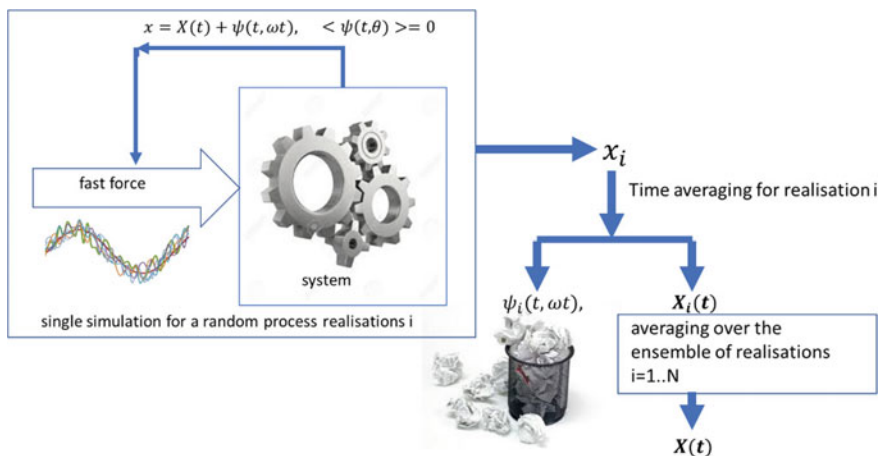 x = X(t) + ψ(t, ωt), < ψ(t,θ) >= 0
fast force
system
single simulation for a random process realisations i
x_i
Time averaging for realisation i
ψ_i(t, ωt),
X_i(t)
averaging over the
ensemble of realisations
i=1..N
X(t)